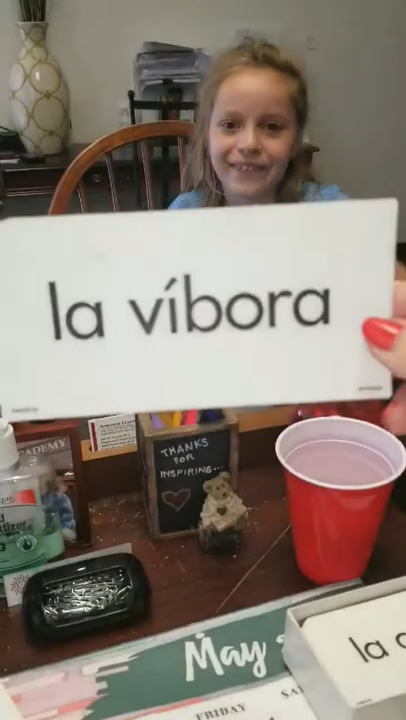 la víbora
ACADEMY
THANKS
FOR
INSPIRING...
May
FRIDAY
la